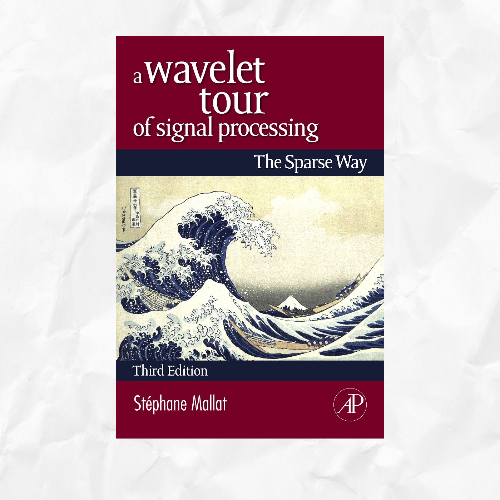 a wavelet
tour
of signal processing
The Sparse Way
Third Edition
Stéphane Mallat
AP